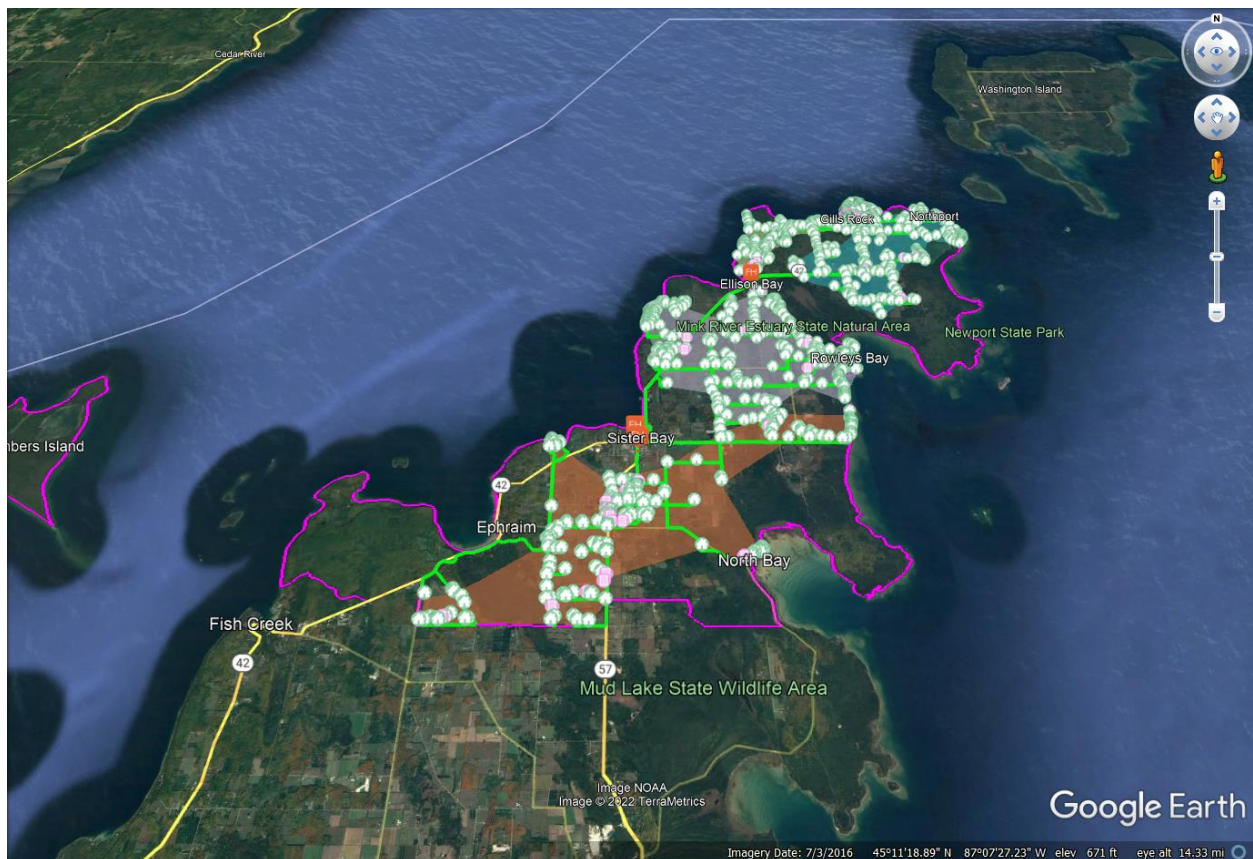 N
Cedar River
Washington Island
Gills Rock
Northport
42
FH
Ellison Bay
Mink River Estuary State Natural Area
Newport State Park
Rowleys Bay
FH
Sister Bay
mbers Island
42
Ephraim
North Bay
Fish Creek
42
57
Mud Lake State Wildlife Area
Image NOAA
Image © 2022 TerraMetrics
Google Earth
Imagery Date: 7/3/2016 45°11'18.89" N 87°07'27.23" W elev 671 ft eye alt 14.33 mi